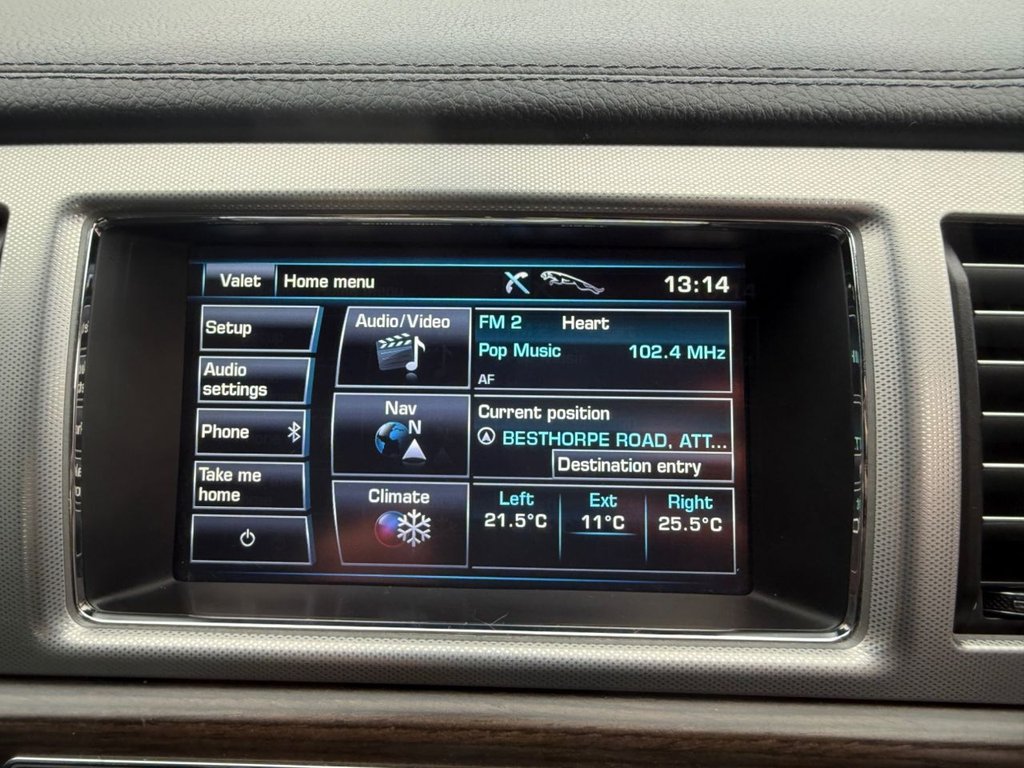 Valet Home menu 13:14
Setup
Audio
settings
Phone
Take me
home
Audio/Video
Nav
N
Climate
FM 2 Heart
Pop Music 102.4 MHz
AF
Current position
BESTHORPE ROAD, ATT...
Destination entry
Left Ext Right
21.5°C 11°C 25.5°C